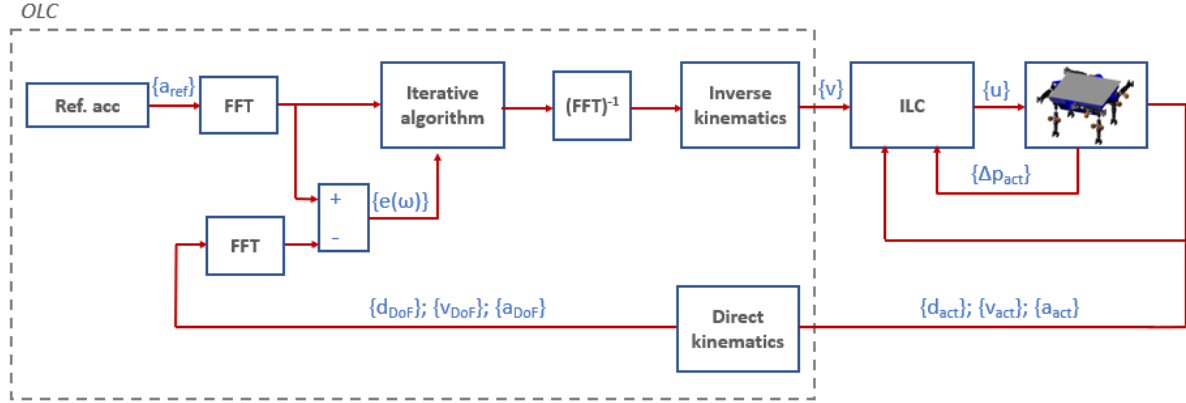 OLC
Ref. acc
{a_ref}
FFT
Iterative
algorithm
(FFT)⁻¹
Inverse
kinematics
{v}
ILC
{u}
{Δp_act}
+
-
{e(ω)}
FFT
{d_DoF}; {v_DoF}; {a_DoF}
Direct
kinematics
{d_act}; {v_act}; {a_act}